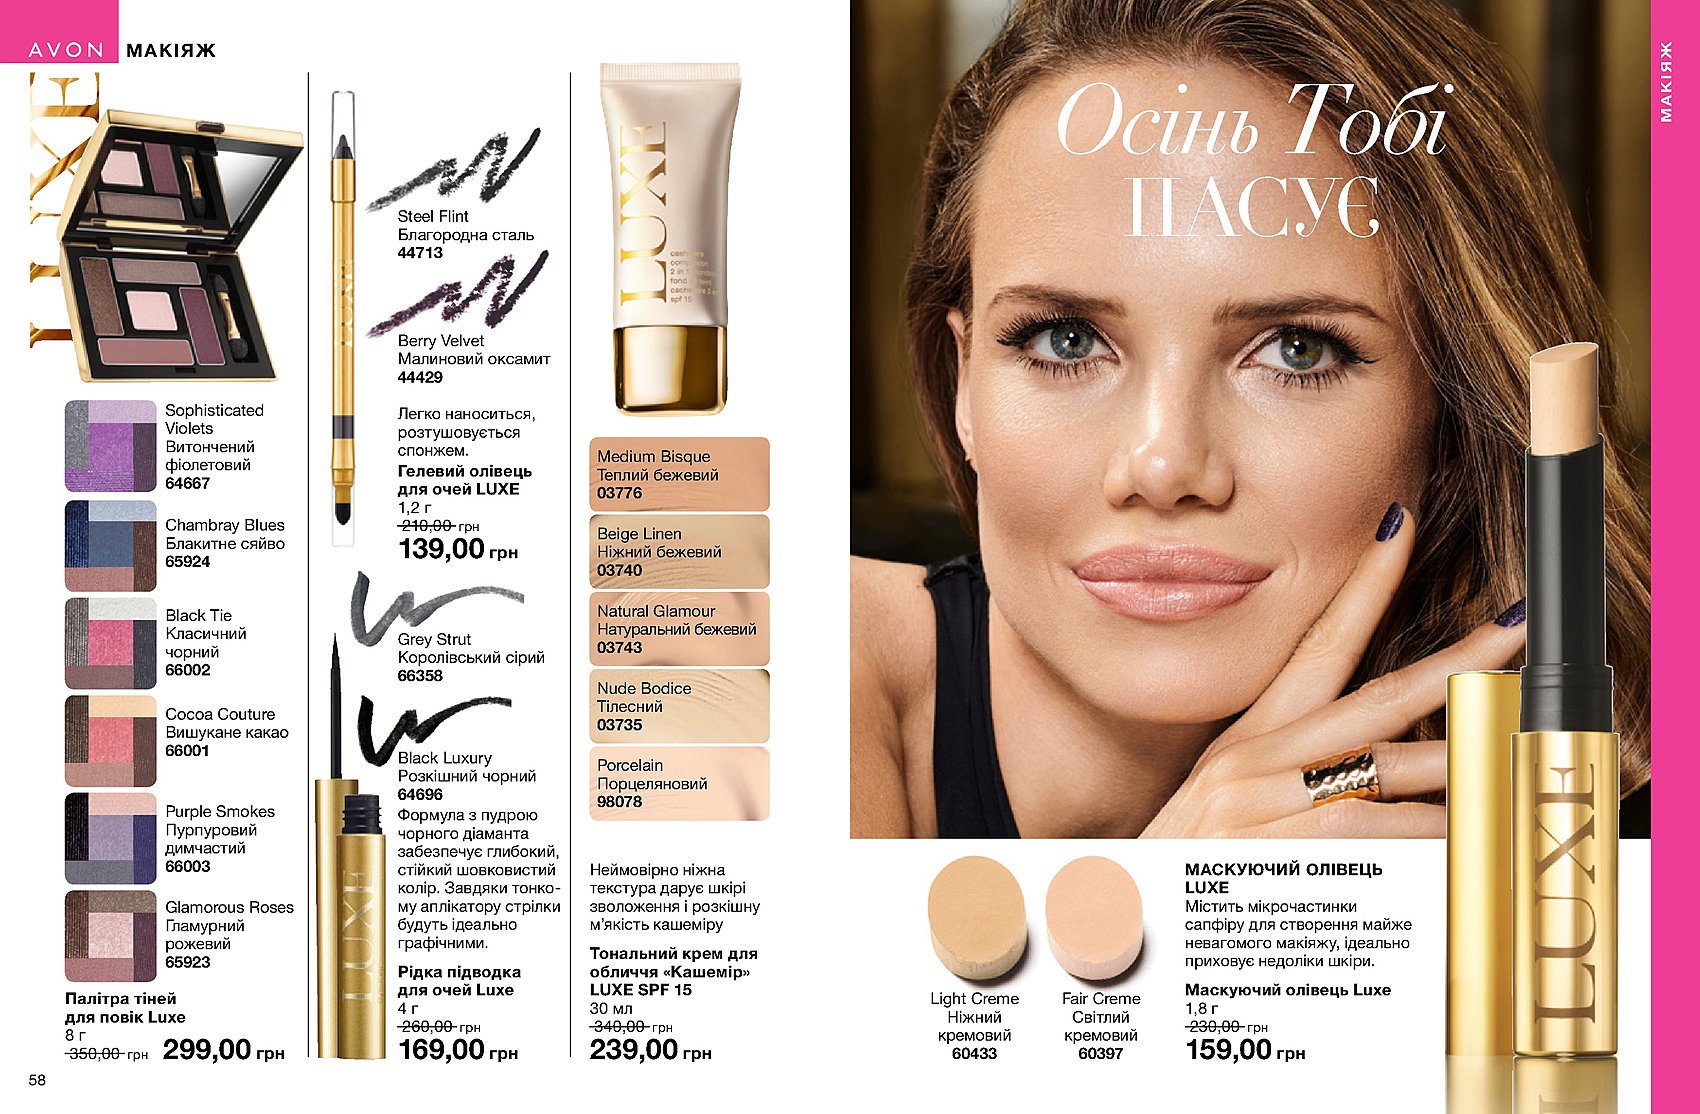 AVON МАКІЯЖ
LUXE
Sophisticated
Violets
Витончений
фіолетовий
64667
Chambray Blues
Блакитне сяйво
65924
Black Tie
Класичний
чорний
66002
Cocoa Couture
Вишукане какао
66001
Purple Smokes
Пурпуровий
димчастий
66003
Glamorous Roses
Гламурний
рожевий
65923
Палітра тіней
для повік Luxe
8 г
350,00 грн 299,00 грн
58
LUXE
Steel Flint
Благородна сталь
44713
Berry Velvet
Малиновий оксамит
44429
Легко наноситься,
розтушовується
спонжем.
Гелевий олівець
для очей LUXE
1,2 г
210,00 грн
139,00 грн
Grey Strut
Королівський сірий
66358
Black Luxury
Розкішний чорний
64696
Формула з пудрою
чорного діаманта
забезпечує глибокий,
стійкий шовковистий
колір. Завдяки тонко-
му аплікатору стрілки
будуть ідеально
графічними.
Рідка підводка
для очей Luxe
4 г
260,00 грн
169,00 грн
LUXE
LUXE
2 in 1
spf 15
Medium Bisque
Теплий бежевий
03776
Beige Linen
Ніжний бежевий
03740
Natural Glamour
Натуральний бежевий
03743
Nude Bodice
Тілесний
03735
Porcelain
Порцеляновий
98078
Неймовірно ніжна
текстура дарує шкірі
зволоження і розкішну
м’якість кашеміру
Тональний крем для
обличчя «Кашемір»
LUXE SPF 15
30 мл
340,00 грн
239,00 грн
Осінь Тобі
ПАСУЄ
МАКІЯЖ
Light Creme
Ніжний
кремовий
60433
Fair Creme
Світлий
кремовий
60397
МАСКУЮЧИЙ ОЛІВЕЦЬ
LUXE
Містить мікрочастинки
сапфіру для створення майже
невагомого макіяжу, ідеально
приховує недоліки шкіри.
Маскуючий олівець Luxe
1,8 г
230,00 грн
159,00 грн
LUXE